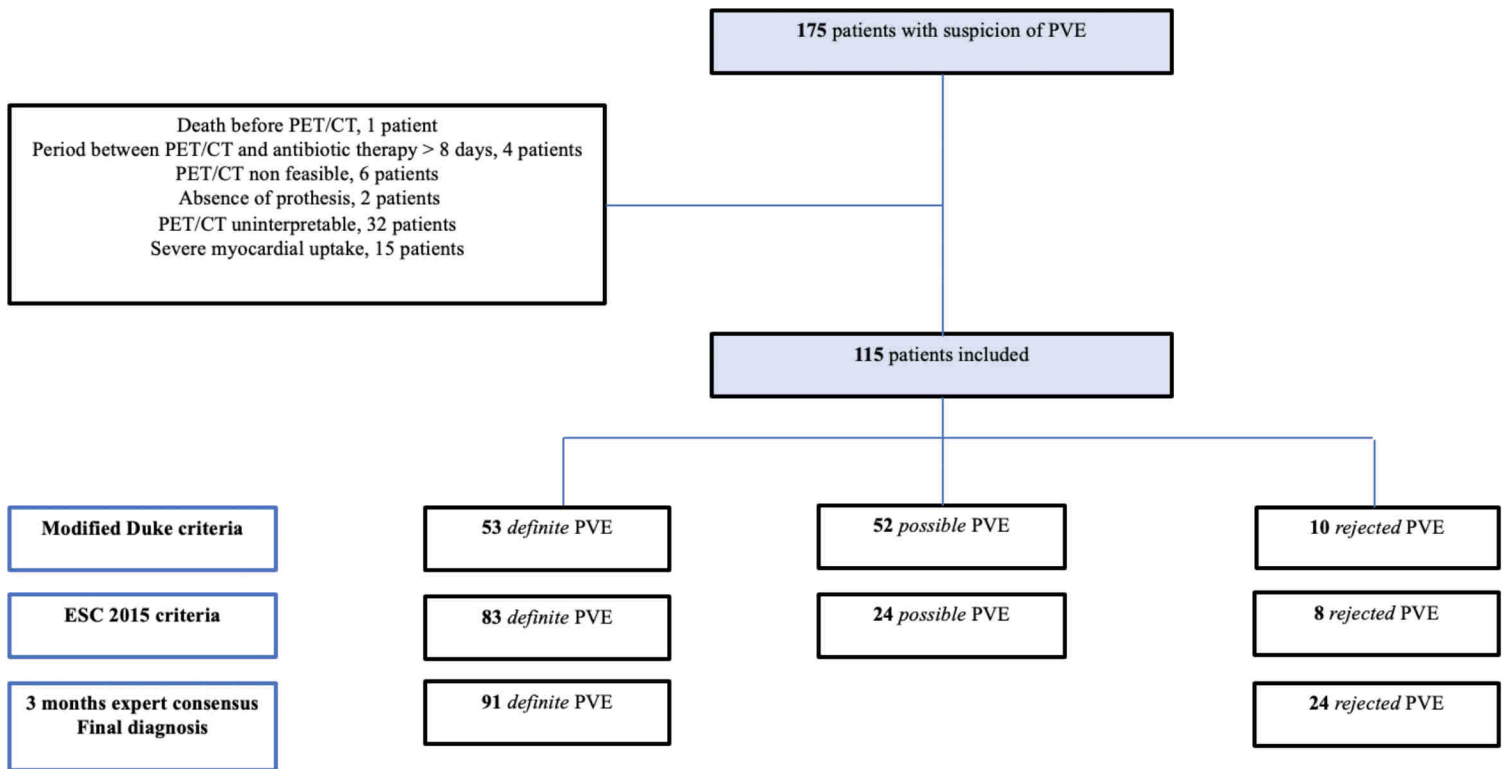 175 patients with suspicion of PVE
Death before PET/CT, 1 patient
Period between PET/CT and antibiotic therapy > 8 days, 4 patients
PET/CT non feasible, 6 patients
Absence of prothesis, 2 patients
PET/CT uninterpretable, 32 patients
Severe myocardial uptake, 15 patients
115 patients included
Modified Duke criteria
53 definite PVE
52 possible PVE
10 rejected PVE
ESC 2015 criteria
83 definite PVE
24 possible PVE
8 rejected PVE
3 months expert consensus
Final diagnosis
91 definite PVE
24 rejected PVE